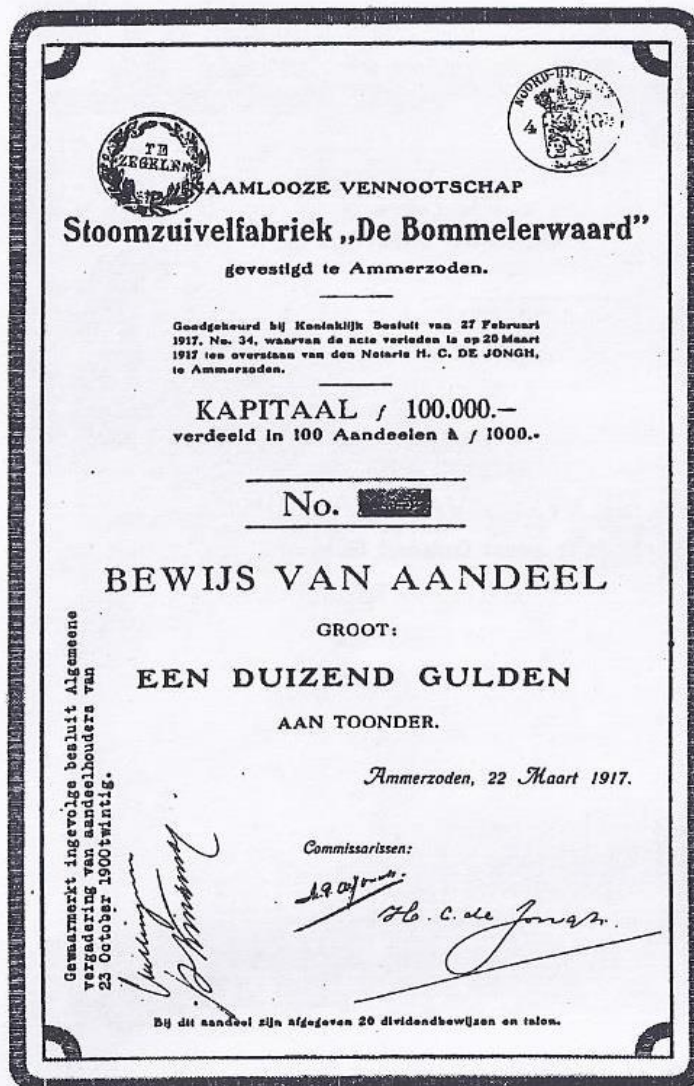 TE
ZEGELEN
NOORD-BRABANT
4
NAAMLOOZE VENNOOTSCHAP
Stoomzuivelfabriek „De Bommelerwaard”
gevestigd te Ammerzoden.
Goedgekeurd bij Koninklijk Besluit van 27 Februari
1917, No. 34, waarvan de acte verleden is op 20 Maart
1917 ten overstaan van den Notaris H. C. DE JONGH,
te Ammerzoden.
KAPITAAL ƒ 100.000.—
verdeeld in 100 Aandeelen à ƒ 1000.-
No.
BEWIJS VAN AANDEEL
GROOT:
EEN DUIZEND GULDEN
AAN TOONDER.
Ammerzoden, 22 Maart 1917.
Commissarissen:
H. C. de Jongh.
Gewaarmerkt ingevolge besluit Algemeene
vergadering van aandeelhouders van
23 October 1900twintig.
Bij dit aandeel zijn afgegeven 20 dividendbewijzen en talon.